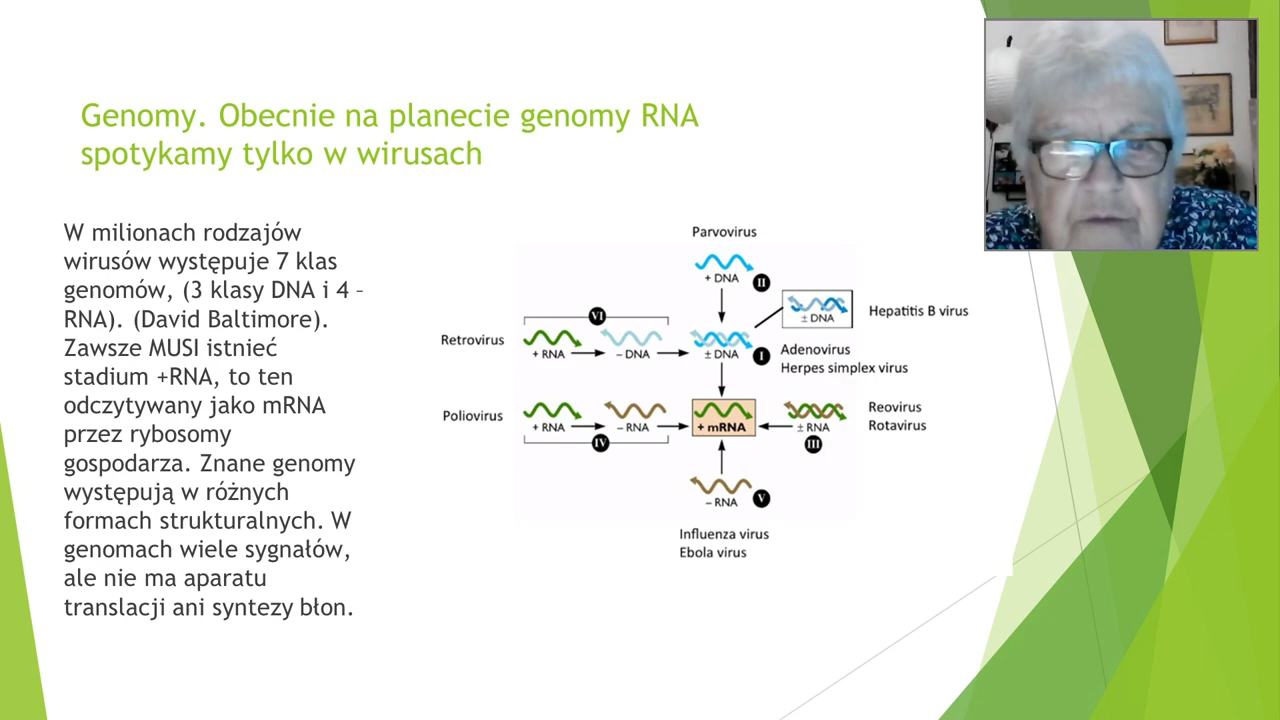 Genomy. Obecnie na planecie genomy RNA
spotykamy tylko w wirusach
W milionach rodzajów
wirusów występuje 7 klas
genomów, (3 klasy DNA i 4 –
RNA). (David Baltimore).
Zawsze MUSI istnieć
stadium +RNA, to ten
odczytywany jako mRNA
przez rybosomy
gospodarza. Znane genomy
występują w różnych
formach strukturalnych. W
genomach wiele sygnałów,
ale nie ma aparatu
translacji ani syntezy błon.
Parvovirus
+ DNA
II
± DNA
Hepatitis B virus
VI
Retrovirus
+ RNA
– DNA
± DNA
I
Adenovirus
Herpes simplex virus
Poliovirus
+ RNA
– RNA
IV
+ mRNA
± RNA
III
Reovirus
Rotavirus
– RNA
V
Influenza virus
Ebola virus